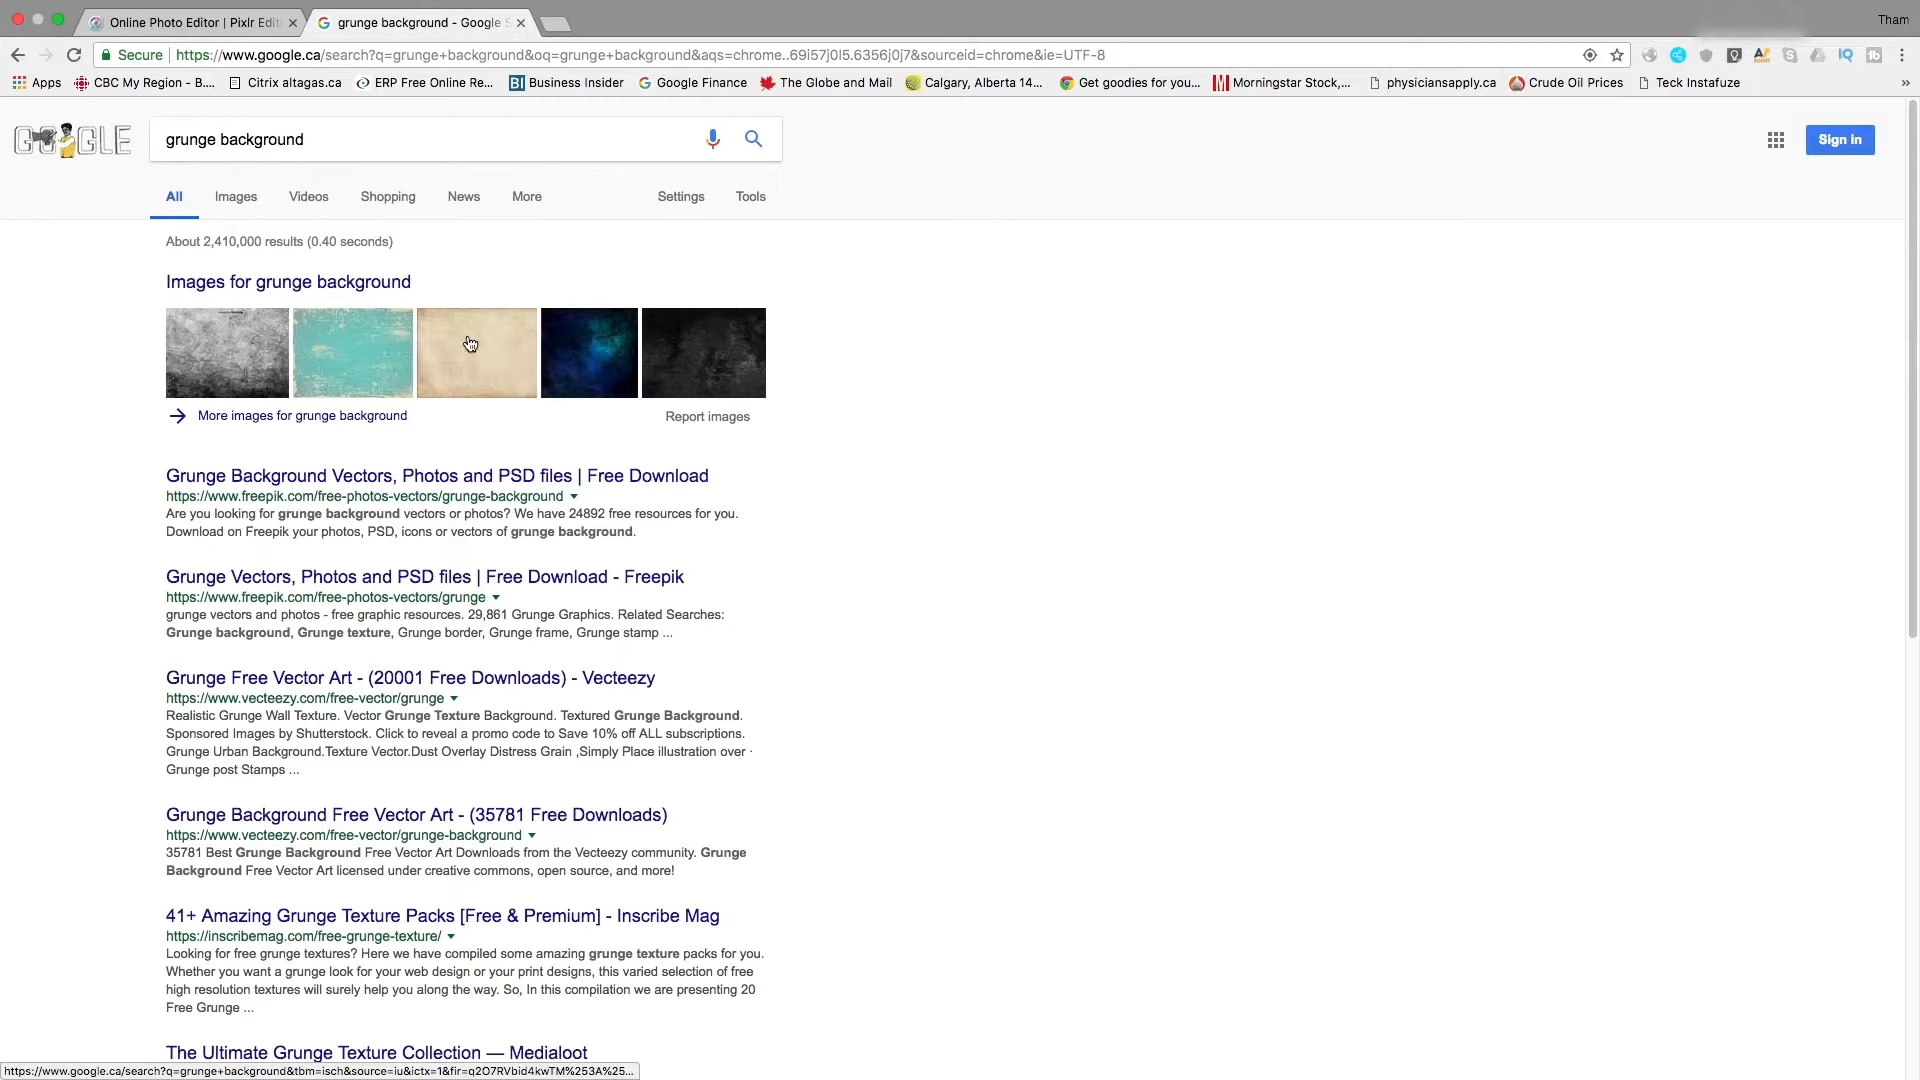 Online Photo Editor | Pixlr Edit
grunge background - Google S
Tham
Secure
https://www.google.ca/search?q=grunge+background&oq=grunge+background&aqs=chrome..69i57j0l5.6356j0j7&sourceid=chrome&ie=UTF-8
Apps
CBC My Region - B...
Citrix altagas.ca
ERP Free Online Re...
BI
Business Insider
Google Finance
The Globe and Mail
Calgary, Alberta 14...
Get goodies for you...
Morningstar Stock,...
physiciansapply.ca
Crude Oil Prices
Teck Instafuze
»
GOOGLE
grunge background
Sign in
All
Images
Videos
Shopping
News
More
Settings
Tools
About 2,410,000 results (0.40 seconds)
Images for grunge background
More images for grunge background
Report images
Grunge Background Vectors, Photos and PSD files | Free Download
https://www.freepik.com/free-photos-vectors/grunge-background
Are you looking for grunge background vectors or photos? We have 24892 free resources for you.
Download on Freepik your photos, PSD, icons or vectors of grunge background.
Grunge Vectors, Photos and PSD files | Free Download - Freepik
https://www.freepik.com/free-photos-vectors/grunge
grunge vectors and photos - free graphic resources. 29,861 Grunge Graphics. Related Searches:
Grunge background, Grunge texture, Grunge border, Grunge frame, Grunge stamp ...
Grunge Free Vector Art - (20001 Free Downloads) - Vecteezy
https://www.vecteezy.com/free-vector/grunge
Realistic Grunge Wall Texture. Vector Grunge Texture Background. Textured Grunge Background.
Sponsored Images by Shutterstock. Click to reveal a promo code to Save 10% off ALL subscriptions.
Grunge Urban Background.Texture Vector.Dust Overlay Distress Grain ,Simply Place illustration over ·
Grunge post Stamps ...
Grunge Background Free Vector Art - (35781 Free Downloads)
https://www.vecteezy.com/free-vector/grunge-background
35781 Best Grunge Background Free Vector Art Downloads from the Vecteezy community. Grunge
Background Free Vector Art licensed under creative commons, open source, and more!
41+ Amazing Grunge Texture Packs [Free & Premium] - Inscribe Mag
https://inscribemag.com/free-grunge-texture/
Looking for free grunge textures? Here we have compiled some amazing grunge texture packs for you.
Whether you want a grunge look for your web design or your print designs, this varied selection of free
high resolution textures will surely help you along the way. So, In this compilation we are presenting 20
Free Grunge ...
The Ultimate Grunge Texture Collection — Medialoot
https://www.google.ca/search?q=grunge+background&tbm=isch&source=iu&ictx=1&fir=q2O7RVbid4kwTM%253A%25...